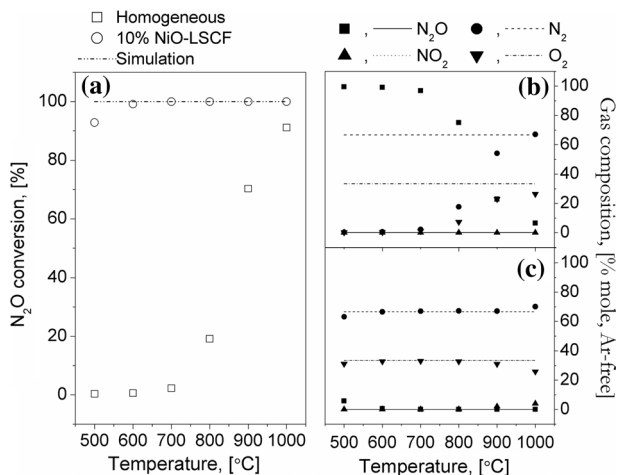 Homogeneous
10% NiO-LSCF
Simulation
, N₂O , N₂
, NO₂ , O₂
(a)
(b)
(c)
100
80
60
40
20
0
N₂O conversion, [%]
500 600 700 800 900 1000
Temperature, [°C]
100
80
60
40
20
0
100
80
60
40
20
0
Gas composition, [% mole, Ar-free]
500 600 700 800 900 1000
Temperature, [°C]